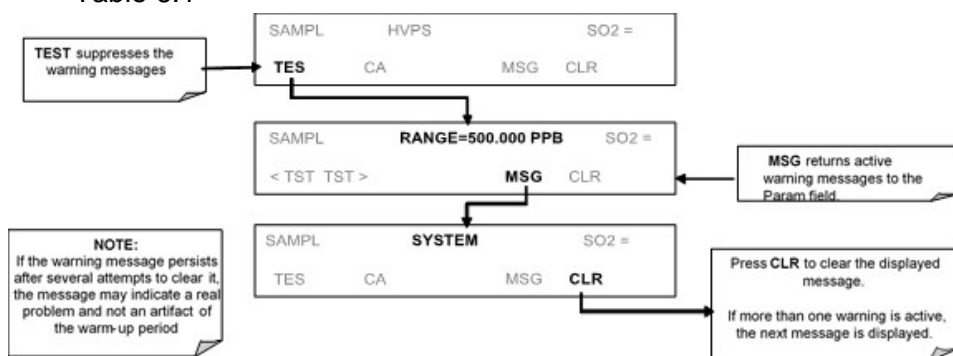 SAMPL HVPS SO2 =
TEST suppresses the
warning messages
TES CA MSG CLR
SAMPL RANGE=500.000 PPB SO2 =
< TST TST > MSG CLR
MSG returns active
warning messages to the
Param field.
SAMPL SYSTEM SO2 =
TES CA MSG CLR
NOTE:
If the warning message persists
after several attempts to clear it,
the message may indicate a real
problem and not an artifact of
the warm-up period
Press CLR to clear the displayed
message.
If more than one warning is active,
the next message is displayed.